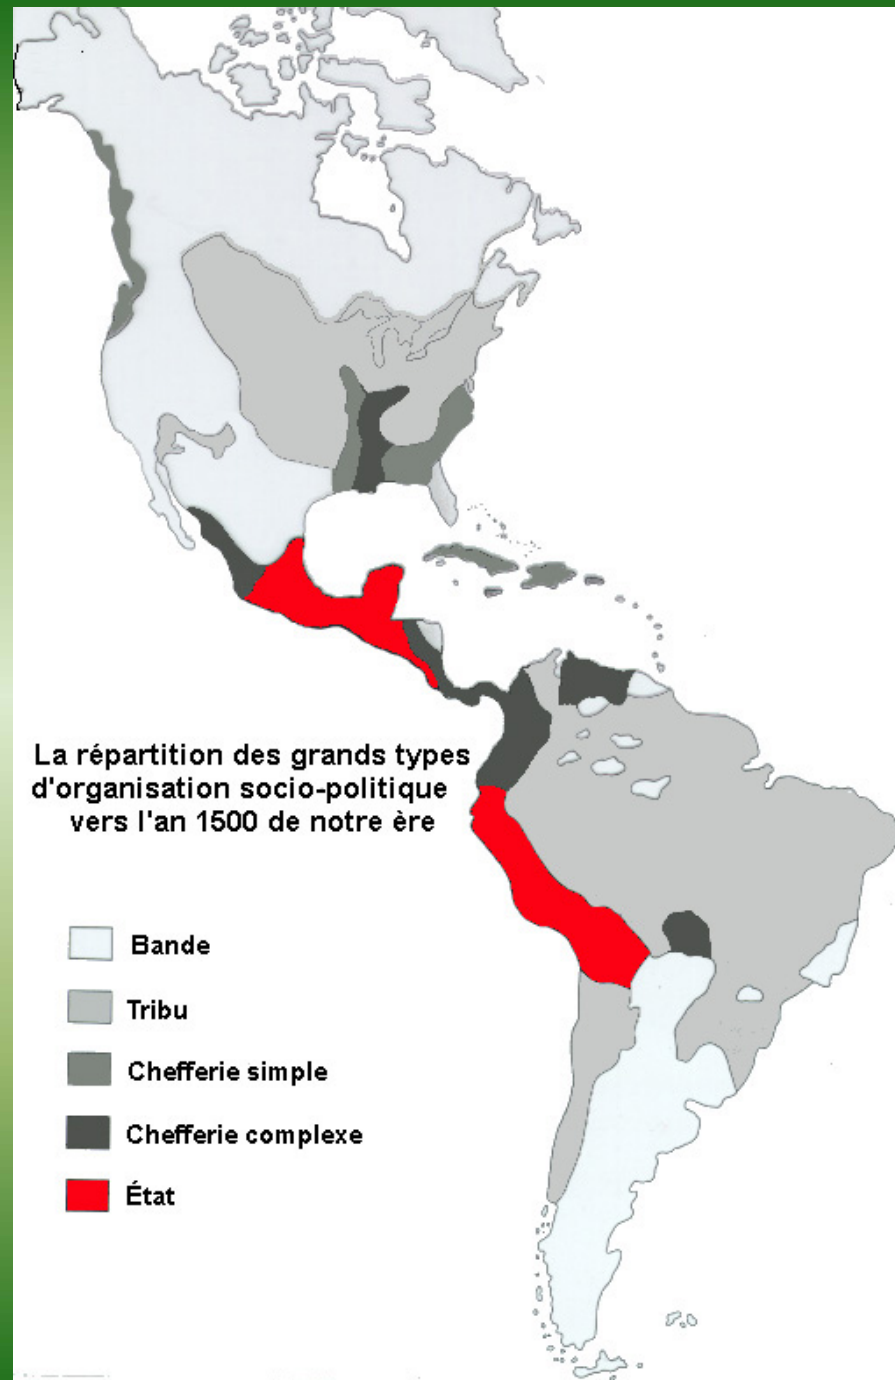 La répartition des grands types
d'organisation socio-politique
vers l'an 1500 de notre ère
Bande
Tribu
Chefferie simple
Chefferie complexe
État